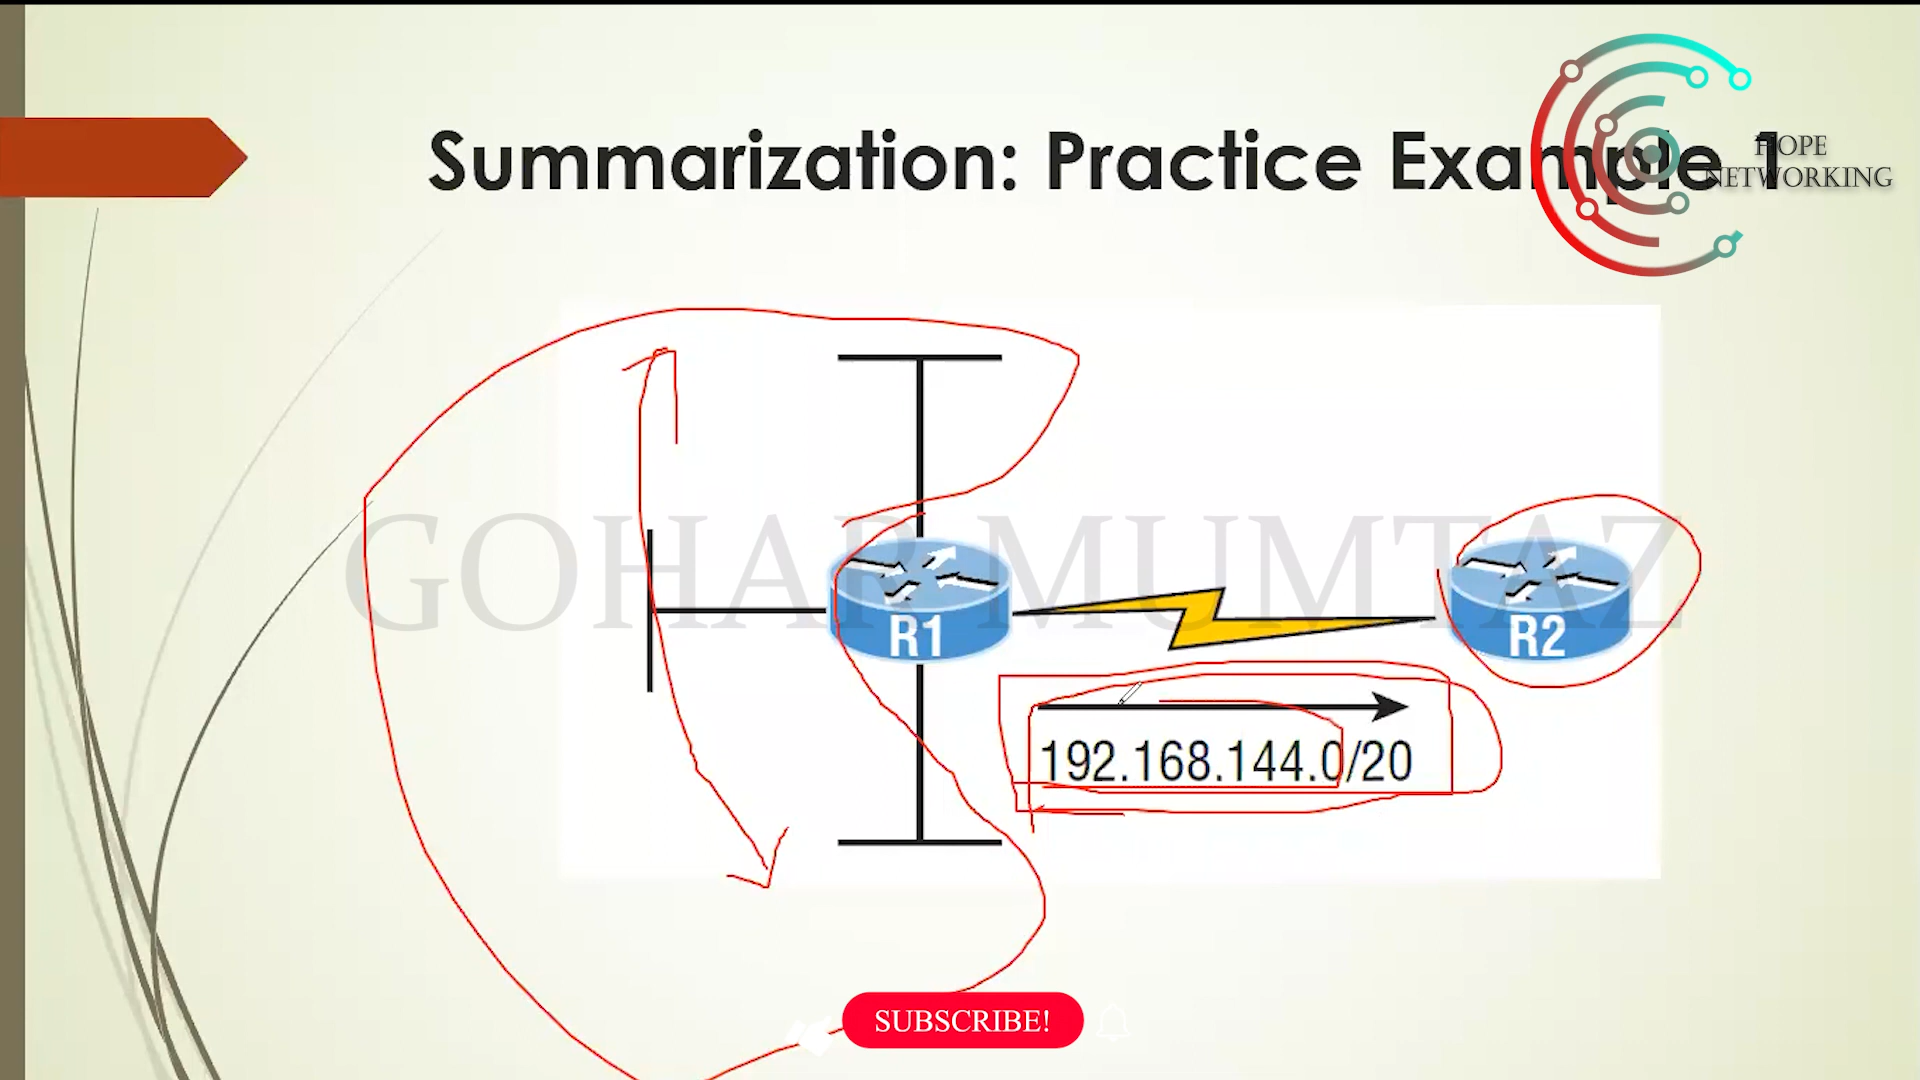 Summarization: Practice Example 1
HOPE
NETWORKING
GOHAR MUMTAZ
R1
R2
192.168.144.0/20
SUBSCRIBE!